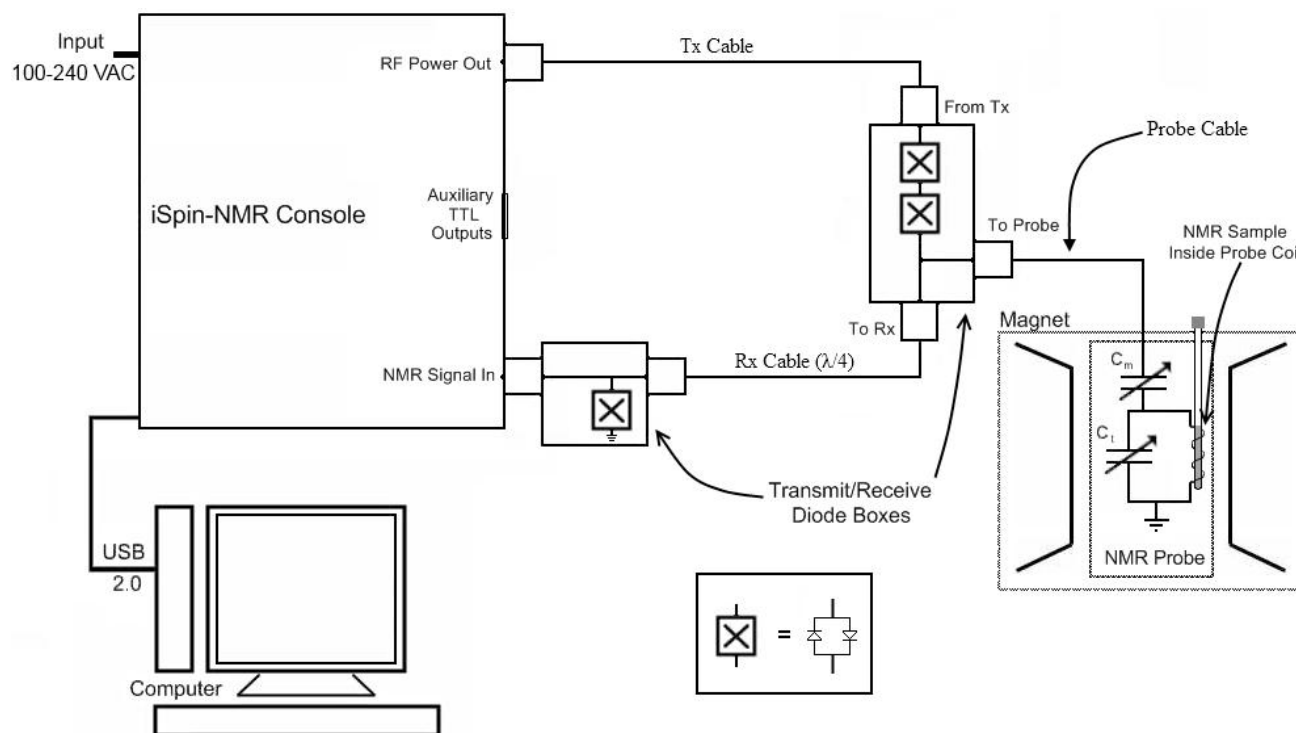 Input
100-240 VAC
RF Power Out
Tx Cable
From Tx
Probe Cable
iSpin-NMR Console
Auxiliary
TTL
Outputs
To Probe
NMR Sample
Inside Probe Coi
To Rx
Magnet
NMR Signal In
Rx Cable (λ/4)
Cm
Ct
Transmit/Receive
Diode Boxes
NMR Probe
USB
2.0
=
Computer